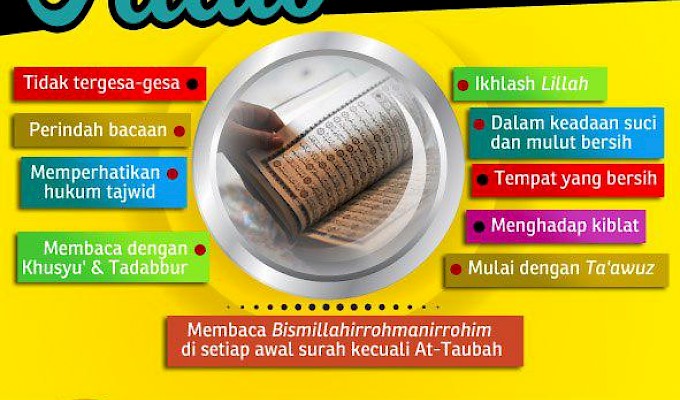 Tidak tergesa-gesa
Perindah bacaan
Memperhatikan
hukum tajwid
Membaca dengan
Khusyu' & Tadabbur
Ikhlash Lillah
Dalam keadaan suci
dan mulut bersih
Tempat yang bersih
Menghadap kiblat
Mulai dengan Ta'awuz
Membaca Bismillahirrohmanirrohim
di setiap awal surah kecuali At-Taubah